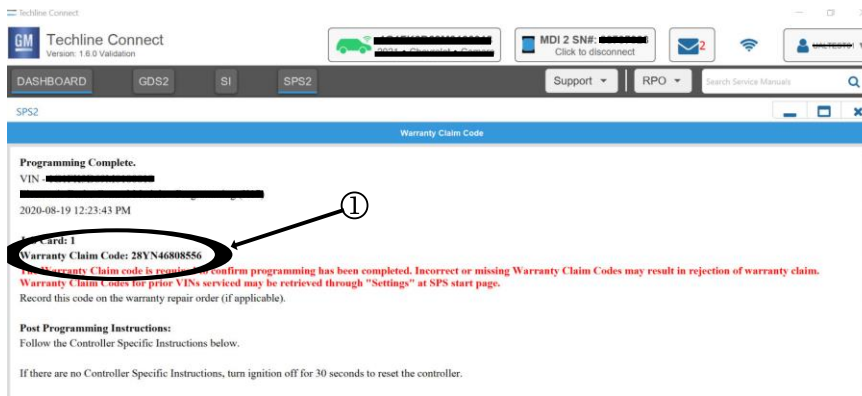 Techline Connect
GM
Techline Connect
Version: 1.6.0 Validation
2021 • Chevrolet • Camaro
MDI 2 SN#:
Click to disconnect
2
DASHBOARD GDS2 SI SPS2
Support RPO Search Service Manuals
SPS2
Warranty Claim Code
Programming Complete.
VIN -
2020-08-19 12:23:43 PM
①
Card: 1
Warranty Claim Code: 28YN46808556
The Warranty Claim code is required to confirm programming has been completed. Incorrect or missing Warranty Claim Codes may result in rejection of warranty claim.
Warranty Claim Codes for prior VINs serviced may be retrieved through "Settings" at SPS start page.
Record this code on the warranty repair order (if applicable).
Post Programming Instructions:
Follow the Controller Specific Instructions below.
If there are no Controller Specific Instructions, turn ignition off for 30 seconds to reset the controller.